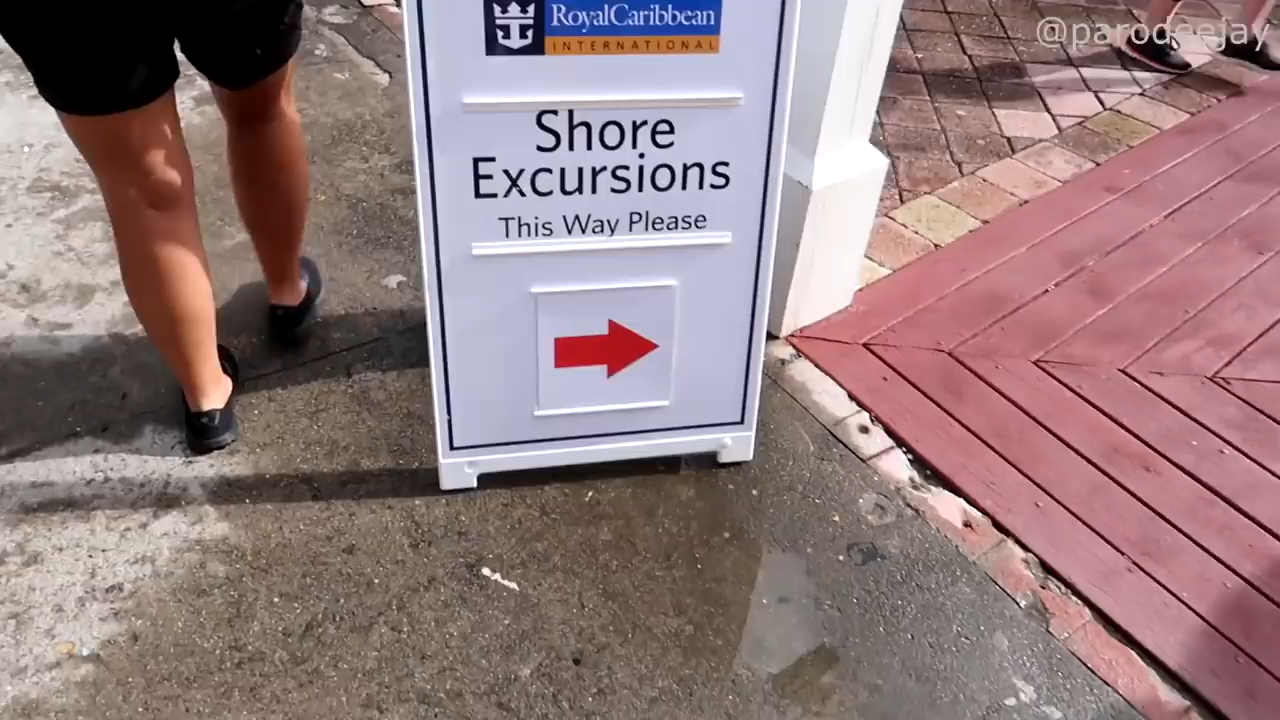 @parodeejay
RoyalCaribbean
INTERNATIONAL
Shore
Excursions
This Way Please